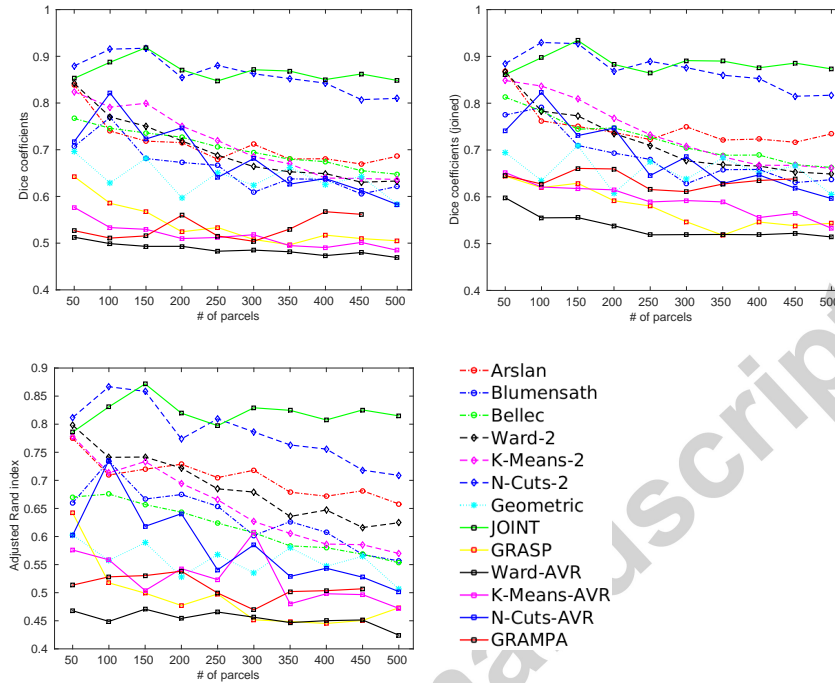 1
0.9
0.8
0.7
0.6
0.5
0.4
Dice coefficients
50 100 150 200 250 300 350 400 450 500
# of parcels
1
0.9
0.8
0.7
0.6
0.5
0.4
Dice coefficients (joined)
50 100 150 200 250 300 350 400 450 500
# of parcels
0.9
0.85
0.8
0.75
0.7
0.65
0.6
0.55
0.5
0.45
0.4
Adjusted Rand index
50 100 150 200 250 300 350 400 450 500
# of parcels
Arslan
Blumensath
Bellec
Ward-2
K-Means-2
N-Cuts-2
Geometric
JOINT
GRASP
Ward-AVR
K-Means-AVR
N-Cuts-AVR
GRAMPA